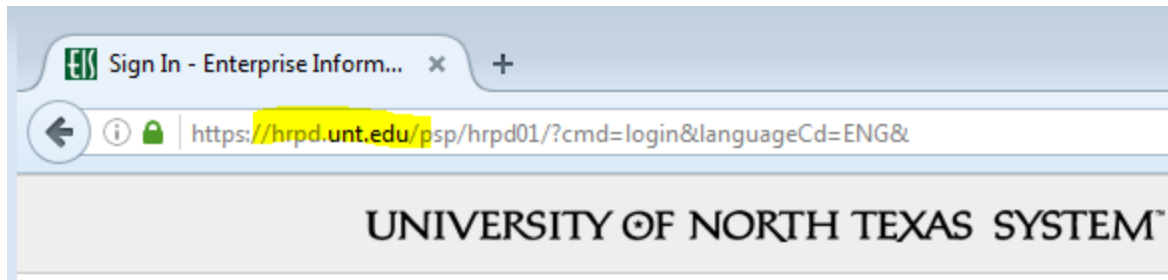 EIS Sign In - Enterprise Inform... × +
https://hrpd.unt.edu/psp/hrpd01/?cmd=login&languageCd=ENG&
UNIVERSITY OF NORTH TEXAS SYSTEM™